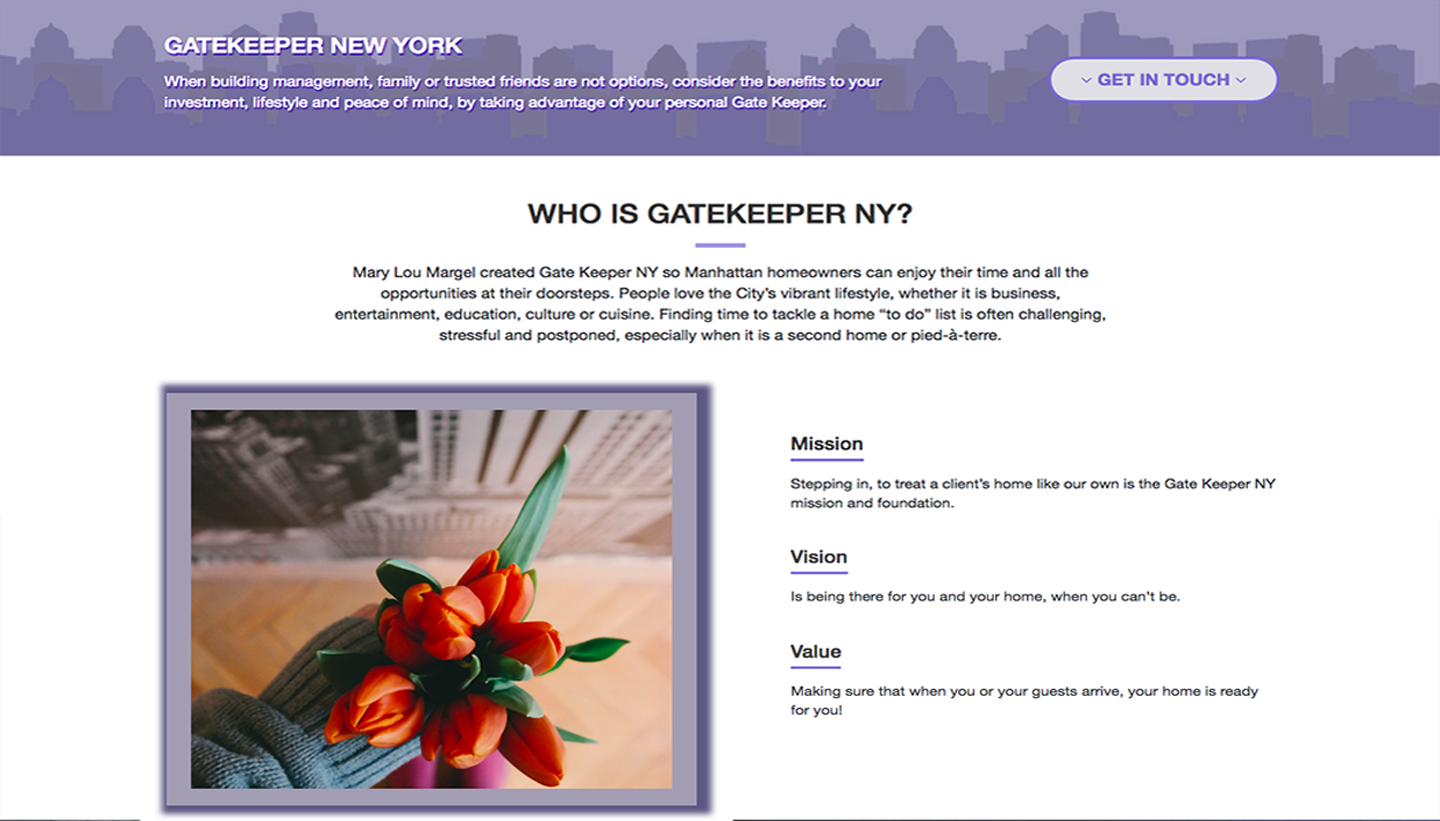 GATEKEEPER NEW YORK
When building management, family or trusted friends are not options, consider the benefits to your
investment, lifestyle and peace of mind, by taking advantage of your personal Gate Keeper.
GET IN TOUCH
WHO IS GATEKEEPER NY?
Mary Lou Margel created Gate Keeper NY so Manhattan homeowners can enjoy their time and all the
opportunities at their doorsteps. People love the City’s vibrant lifestyle, whether it is business,
entertainment, education, culture or cuisine. Finding time to tackle a home “to do” list is often challenging,
stressful and postponed, especially when it is a second home or pied-à-terre.
Mission
Stepping in, to treat a client’s home like our own is the Gate Keeper NY
mission and foundation.
Vision
Is being there for you and your home, when you can’t be.
Value
Making sure that when you or your guests arrive, your home is ready
for you!